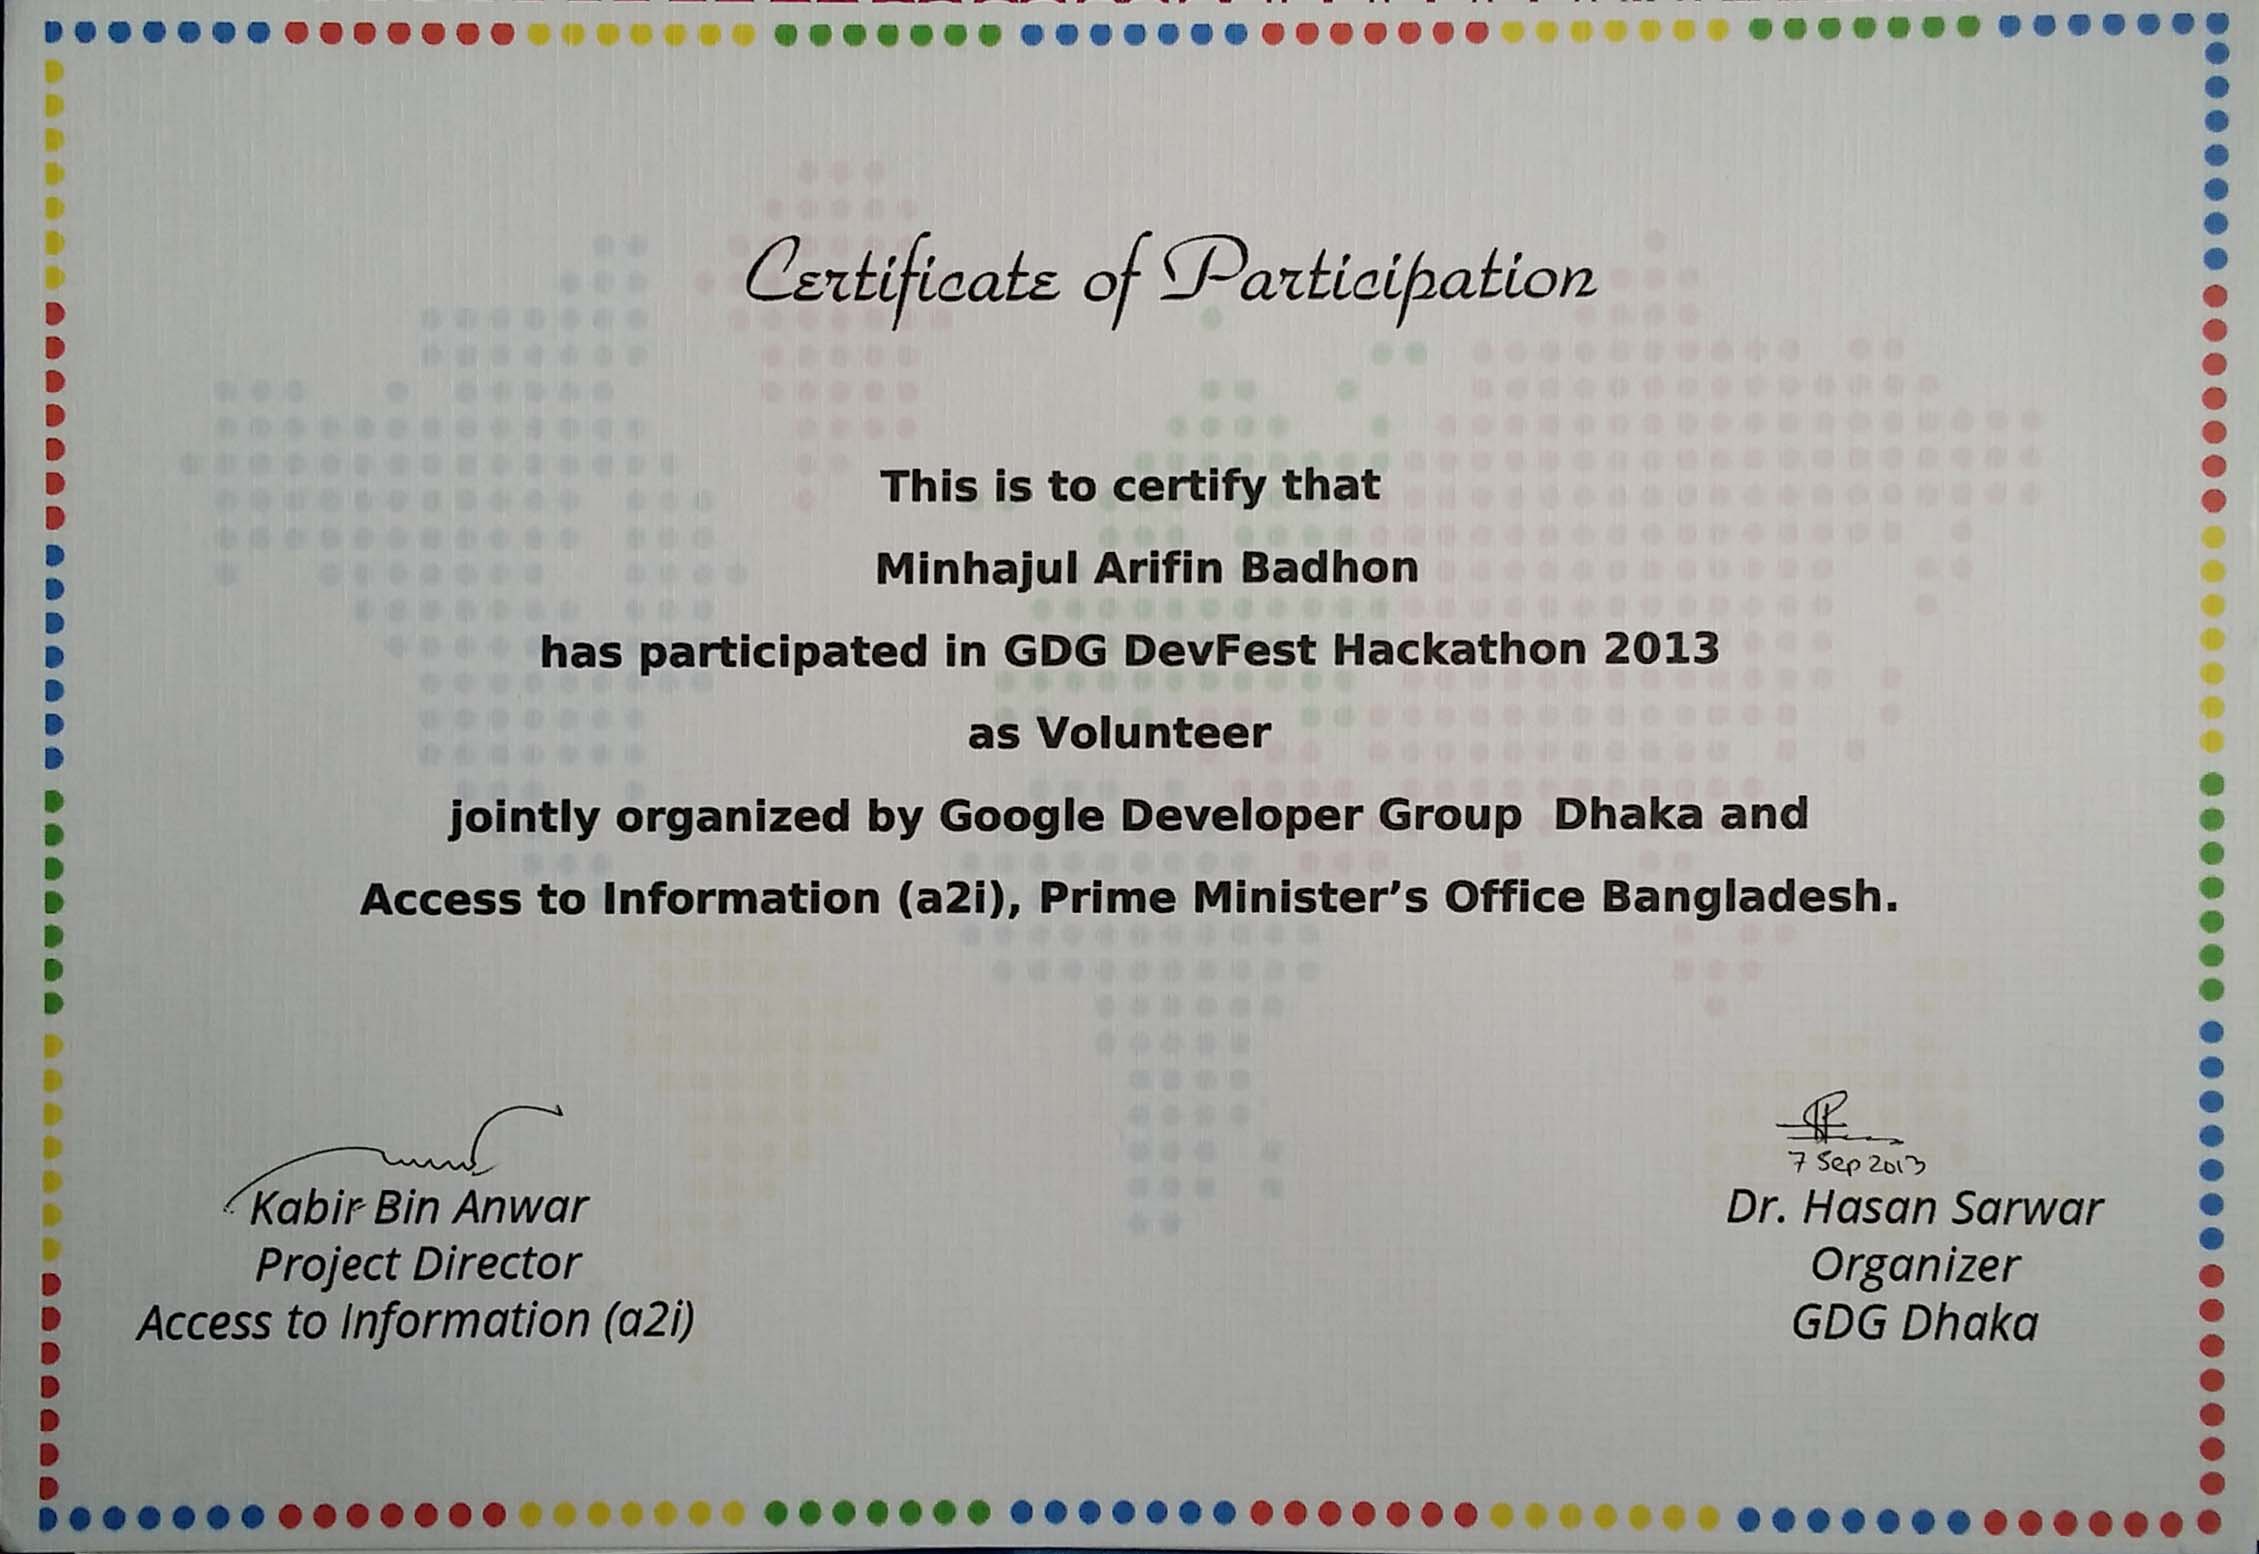 Certificate of Participation
This is to certify that
Minhajul Arifin Badhon
has participated in GDG DevFest Hackathon 2013
as Volunteer
jointly organized by Google Developer Group Dhaka and
Access to Information (a2i), Prime Minister's Office Bangladesh.
7 Sep 2013
Kabir Bin Anwar
Project Director
Access to Information (a2i)
Dr. Hasan Sarwar
Organizer
GDG Dhaka